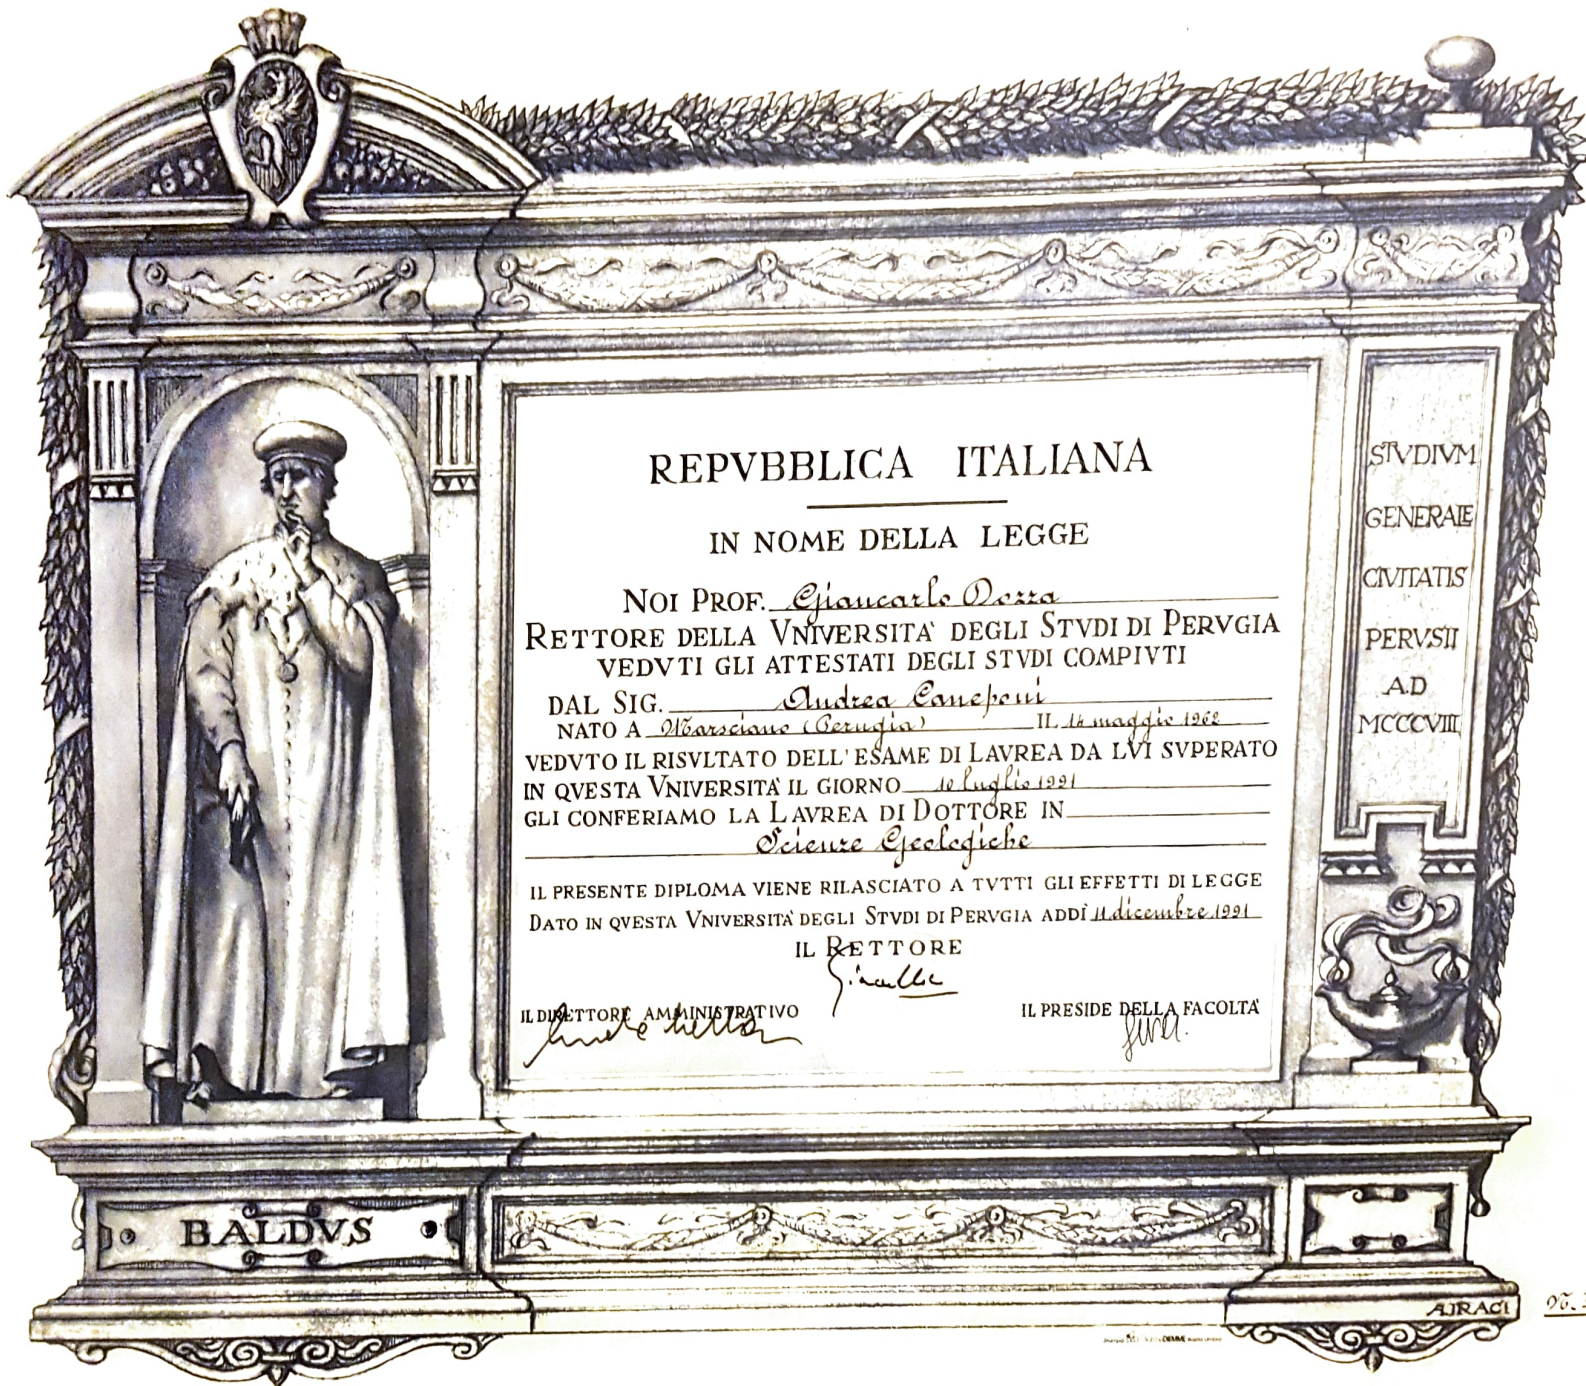 REPVBBLICA ITALIANA
IN NOME DELLA LEGGE
NOI PROF. Giancarlo Dozza
RETTORE DELLA VNIVERSITA' DEGLI STVDI DI PERVGIA
VEDVTI GLI ATTESTATI DEGLI STVDI COMPIVTI
DAL SIG. Andrea Caneponi
NATO A Marsciano (Perugia) IL 14 maggio 1962
VEDVTO IL RISVLTATO DELL'ESAME DI LAVREA DA LVI SVPERATO
IN QVESTA VNIVERSITA' IL GIORNO 10 luglio 1991
GLI CONFERIAMO LA LAVREA DI DOTTORE IN
Scienze Geologiche
IL PRESENTE DIPLOMA VIENE RILASCIATO A TVTTI GLI EFFETTI DI LEGGE
DATO IN QVESTA VNIVERSITA' DEGLI STVDI DI PERVGIA ADDÌ 11 dicembre 1991
IL RETTORE
IL DIRETTORE AMMINISTRATIVO
IL PRESIDE DELLA FACOLTA'
STVDIVM
GENERALE
CIVITATIS
PERVSII
A.D
MCCCVIII
BALDVS
A.IRACI
N.